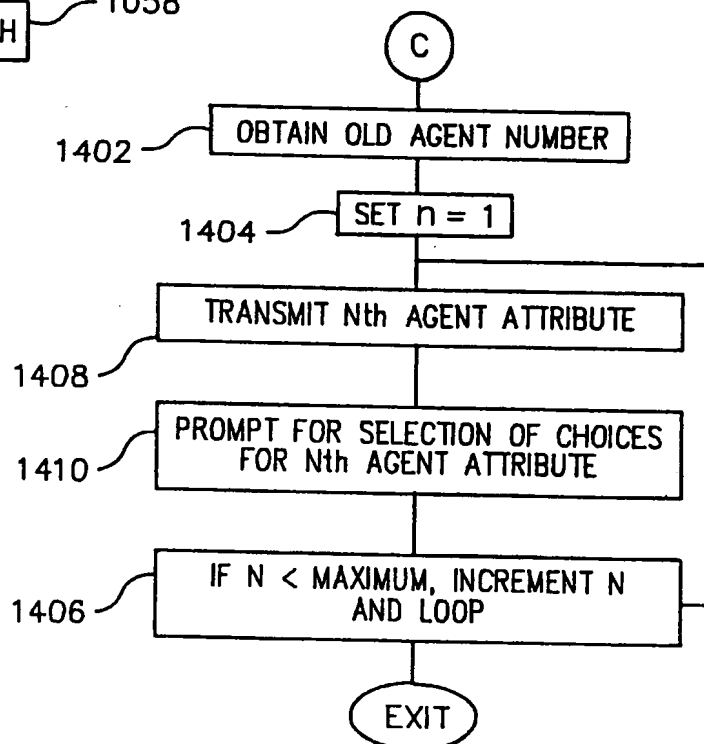 1058
H
C
1402
OBTAIN OLD AGENT NUMBER
1404
SET n = 1
TRANSMIT Nth AGENT ATTRIBUTE
1408
PROMPT FOR SELECTION OF CHOICES
FOR Nth AGENT ATTRIBUTE
1410
IF N < MAXIMUM, INCREMENT N
AND LOOP
1406
EXIT